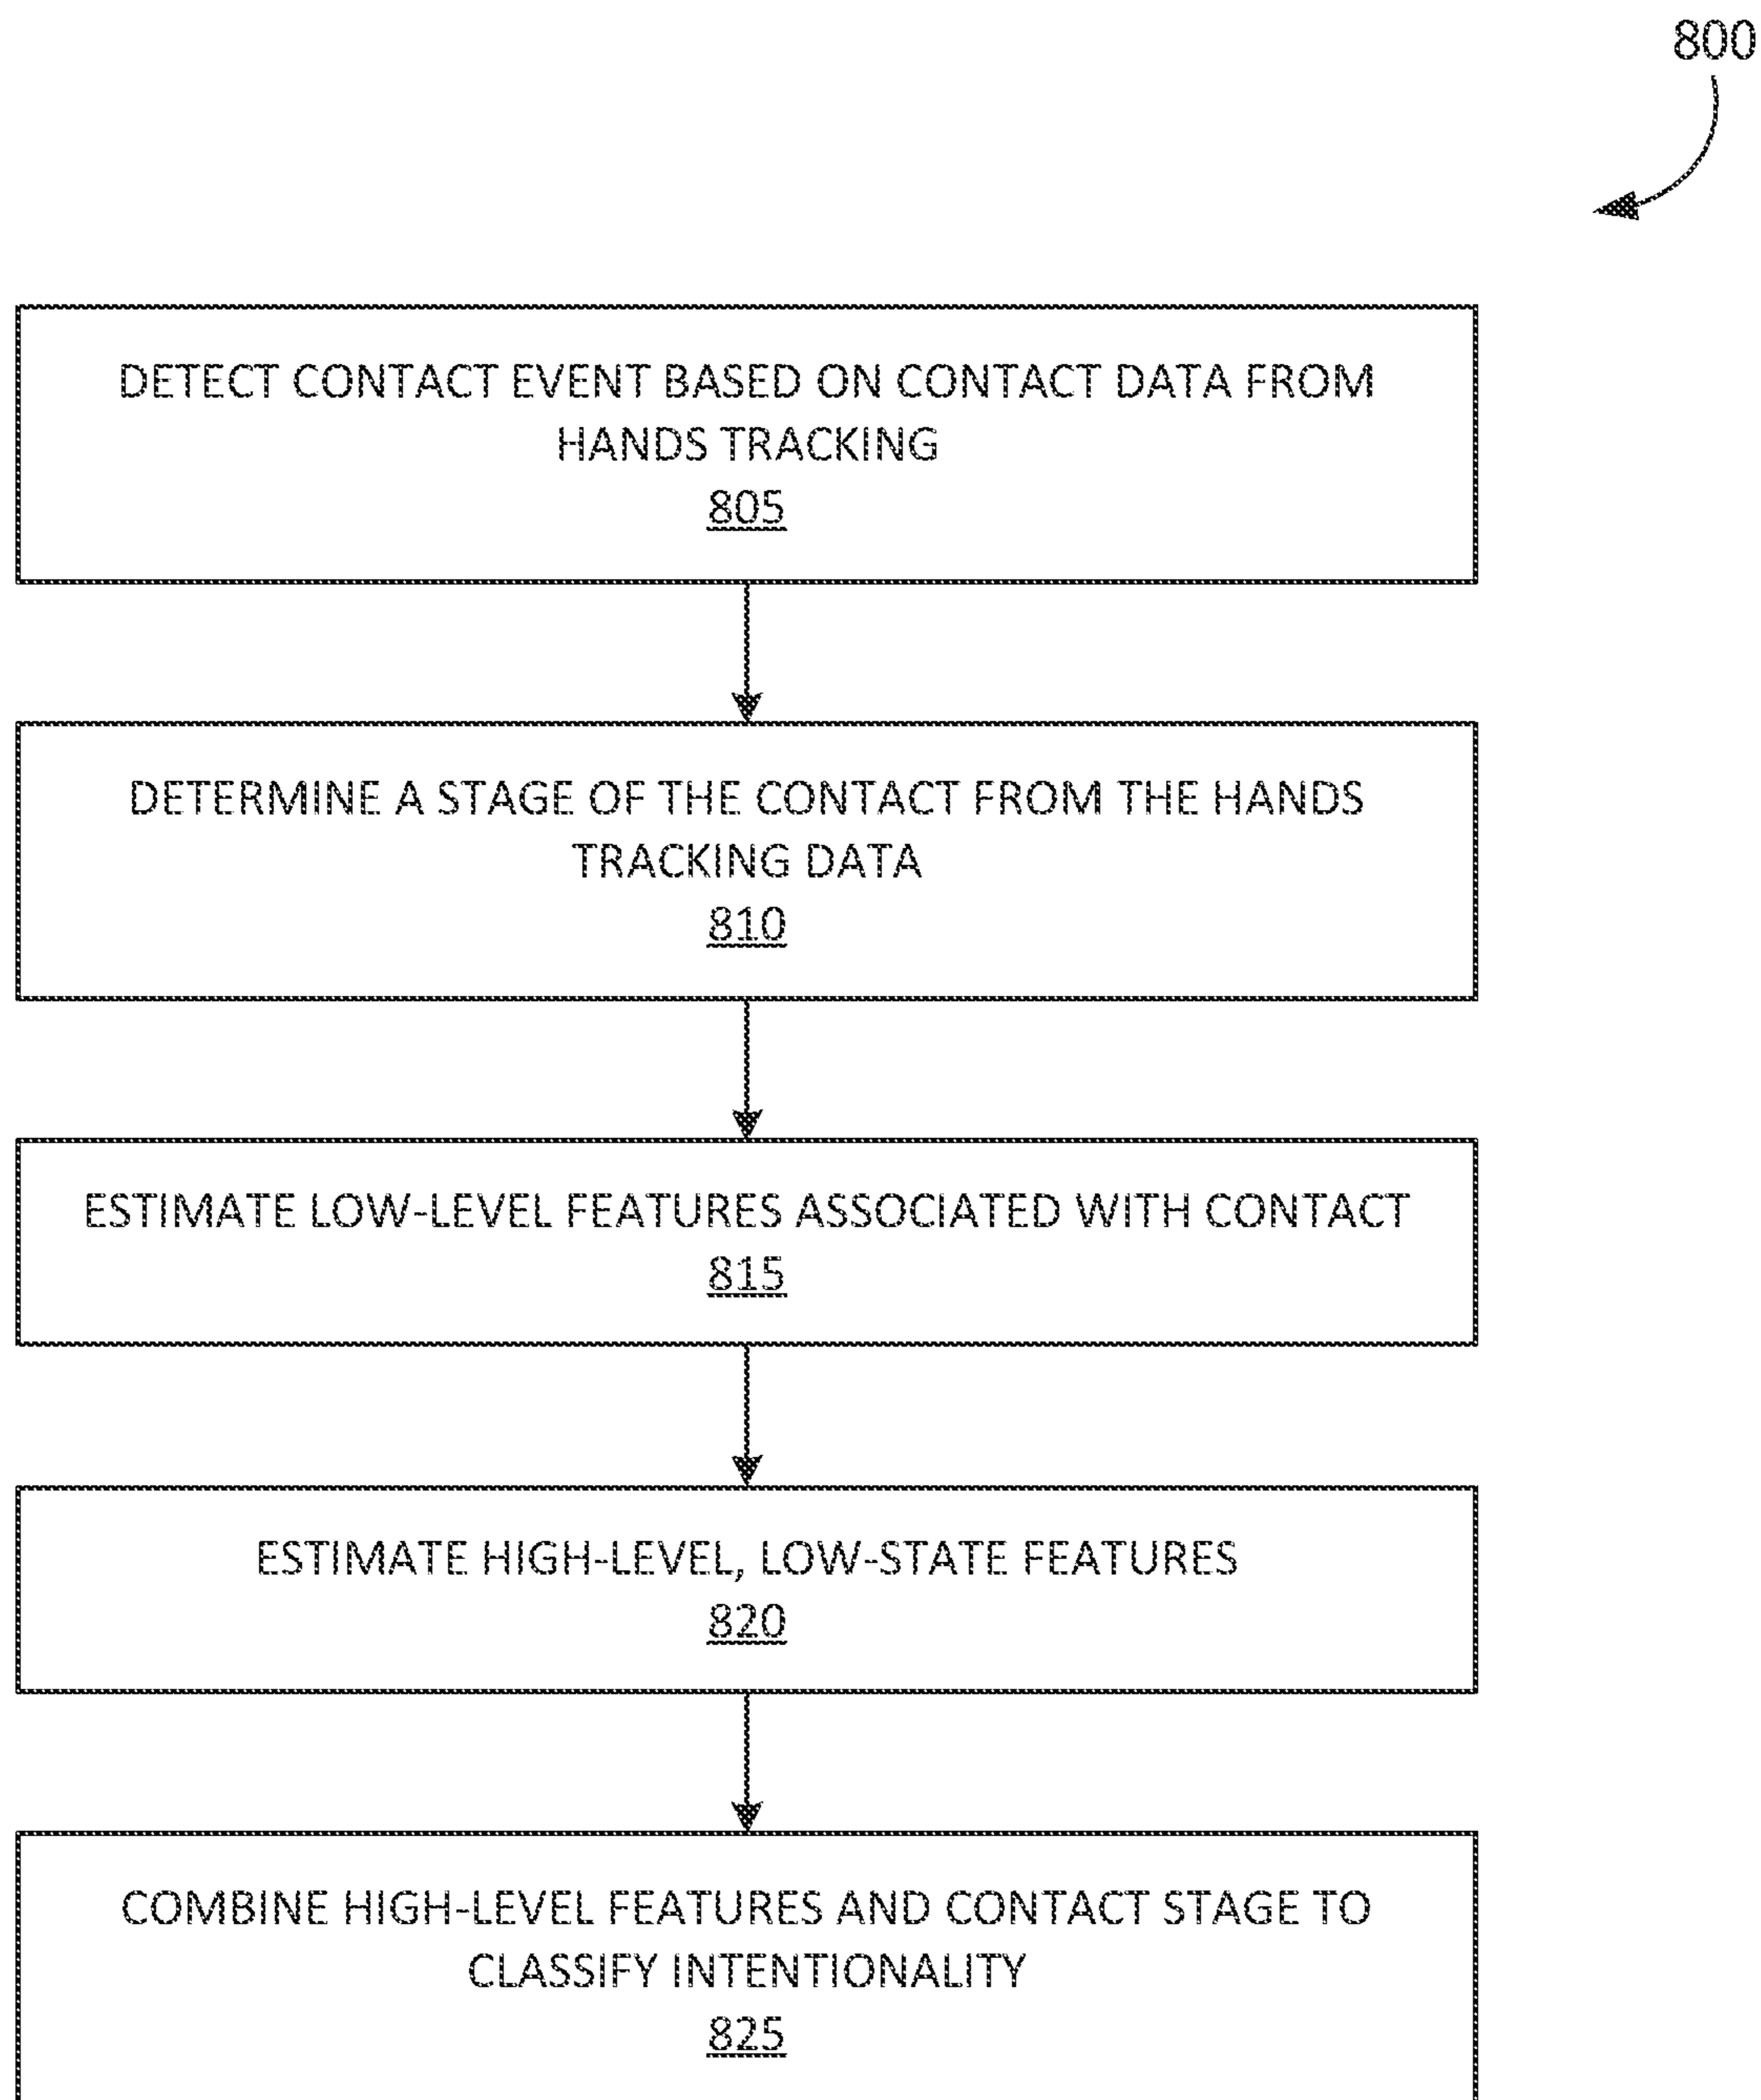 800
DETECT CONTACT EVENT BASED ON CONTACT DATA FROM
HANDS TRACKING
805
DETERMINE A STAGE OF THE CONTACT FROM THE HANDS
TRACKING DATA
810
ESTIMATE LOW-LEVEL FEATURES ASSOCIATED WITH CONTACT
815
ESTIMATE HIGH-LEVEL, LOW-STATE FEATURES
820
COMBINE HIGH-LEVEL FEATURES AND CONTACT STAGE TO
CLASSIFY INTENTIONALITY
825